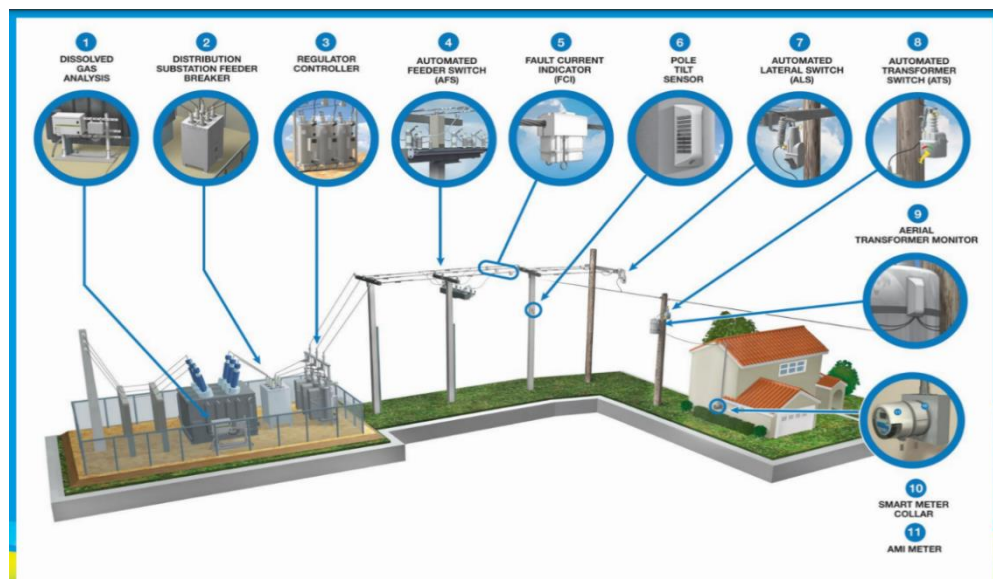 1
DISSOLVED
GAS
ANALYSIS
2
DISTRIBUTION
SUBSTATION FEEDER
BREAKER
3
REGULATOR
CONTROLLER
4
AUTOMATED
FEEDER SWITCH
(AFS)
5
FAULT CURRENT
INDICATOR
(FCI)
6
POLE
TILT
SENSOR
7
AUTOMATED
LATERAL SWITCH
(ALS)
8
AUTOMATED
TRANSFORMER
SWITCH (ATS)
9
AERIAL
TRANSFORMER MONITOR
10
SMART METER
COLLAR
11
AMI METER